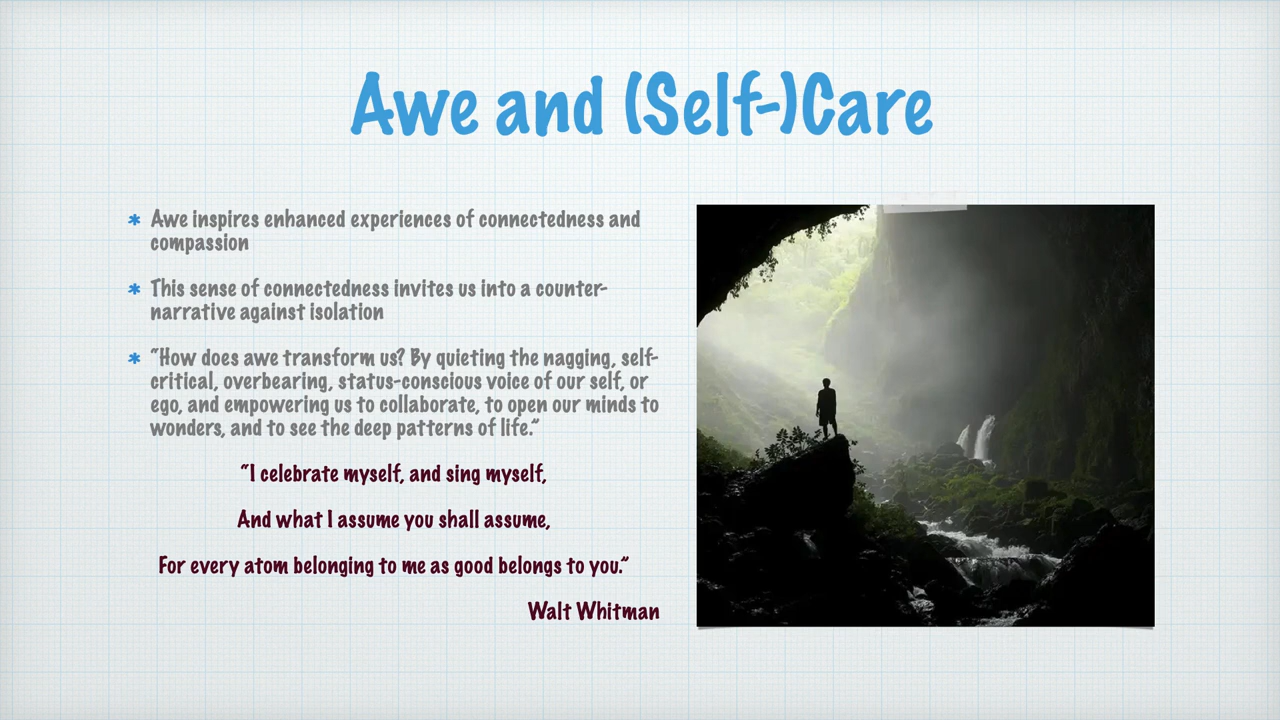 Awe and (Self-)Care
* Awe inspires enhanced experiences of connectedness and
compassion
* This sense of connectedness invites us into a counter-
narrative against isolation
* “How does awe transform us? By quieting the nagging, self-
critical, overbearing, status-conscious voice of our self, or
ego, and empowering us to collaborate, to open our minds to
wonders, and to see the deep patterns of life.”
“I celebrate myself, and sing myself,
And what I assume you shall assume,
For every atom belonging to me as good belongs to you.”
Walt Whitman